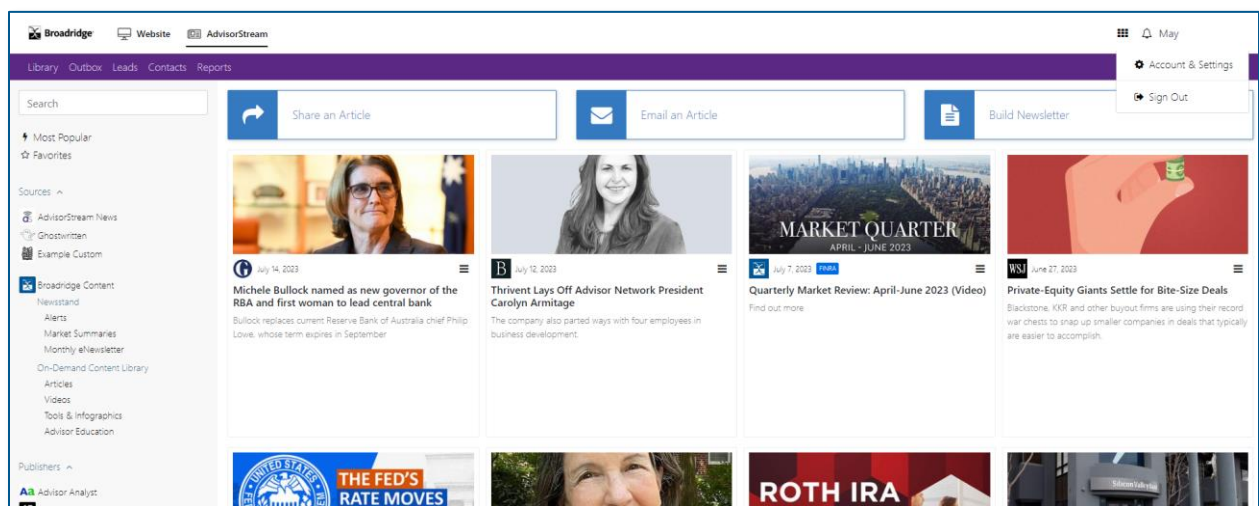 Broadridge Website AdvisorStream May
Library Outbox Leads Contacts Reports
Account & Settings
Sign Out
Search
Most Popular
Favorites
Sources
AdvisorStream News
Ghostwritten
Example Custom
Broadridge Content
Newsstand
Alerts
Market Summaries
Monthly eNewsletter
On-Demand Content Library
Articles
Videos
Tools & Infographics
Advisor Education
Publishers
Aa Advisor Analyst
Share an Article
Email an Article
Build Newsletter
G July 14, 2023
Michele Bullock named as new governor of the
RBA and first woman to lead central bank
Bullock replaces current Reserve Bank of Australia chief Philip
Lowe, whose term expires in September
B July 12, 2023
Thrivent Lays Off Advisor Network President
Carolyn Armitage
The company also parted ways with four employees in
business development.
MARKET QUARTER
APRIL - JUNE 2023
July 7, 2023 FINRA
Quarterly Market Review: April-June 2023 (Video)
Find out more
WSJ June 27, 2023
Private-Equity Giants Settle for Bite-Size Deals
Blackstone, KKR and other buyout firms are using their record
war chests to snap up smaller companies in deals that typically
are easier to accomplish.
UNITED STATES
THE FED'S
RATE MOVES
ROTH IRA
Silicon Valley